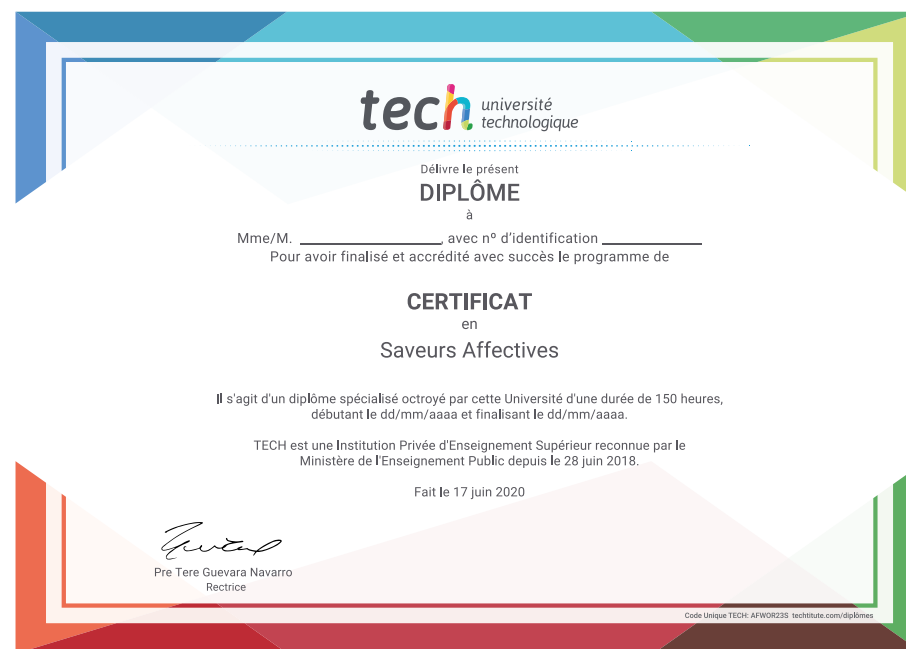 tech université
technologique
Délivre le présent
DIPLÔME
à
Mme/M. ____________________, avec nº d'identification ______________
Pour avoir finalisé et accrédité avec succès le programme de
CERTIFICAT
en
Saveurs Affectives
Il s'agit d'un diplôme spécialisé octroyé par cette Université d'une durée de 150 heures,
débutant le dd/mm/aaaa et finalisant le dd/mm/aaaa.
TECH est une Institution Privée d'Enseignement Supérieur reconnue par le
Ministère de l'Enseignement Public depuis le 28 juin 2018.
Fait le 17 juin 2020
Pre Tere Guevara Navarro
Rectrice
Code Unique TECH: AFWOR23S techtitute.com/diplômes